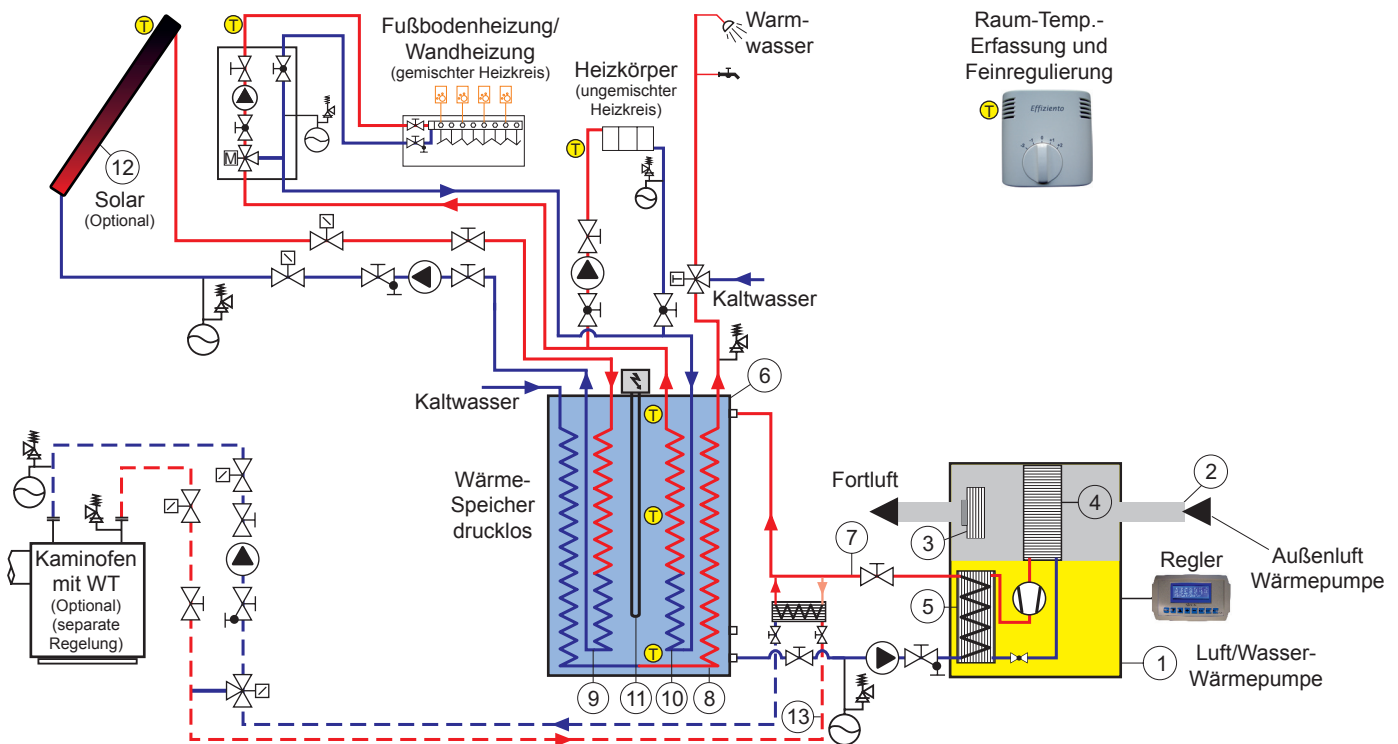 T
T
Fußbodenheizung/
Wandheizung
(gemischter Heizkreis)
Heizkörper
(ungemischter
Heizkreis)
Warm-
wasser
Raum-Temp.-
Erfassung und
Feinregulierung
T
Effiziento
12
Solar
(Optional)
M
T
T
Kaltwasser
Kaltwasser
6
T
Wärme-
Speicher
drucklos
T
T
9
11
10
8
Kaminofen
mit WT
(Optional)
(separate
Regelung)
13
7
Fortluft
3
4
2
5
Außenluft
Wärmepumpe
Regler
1
Luft/Wasser-
Wärmepumpe